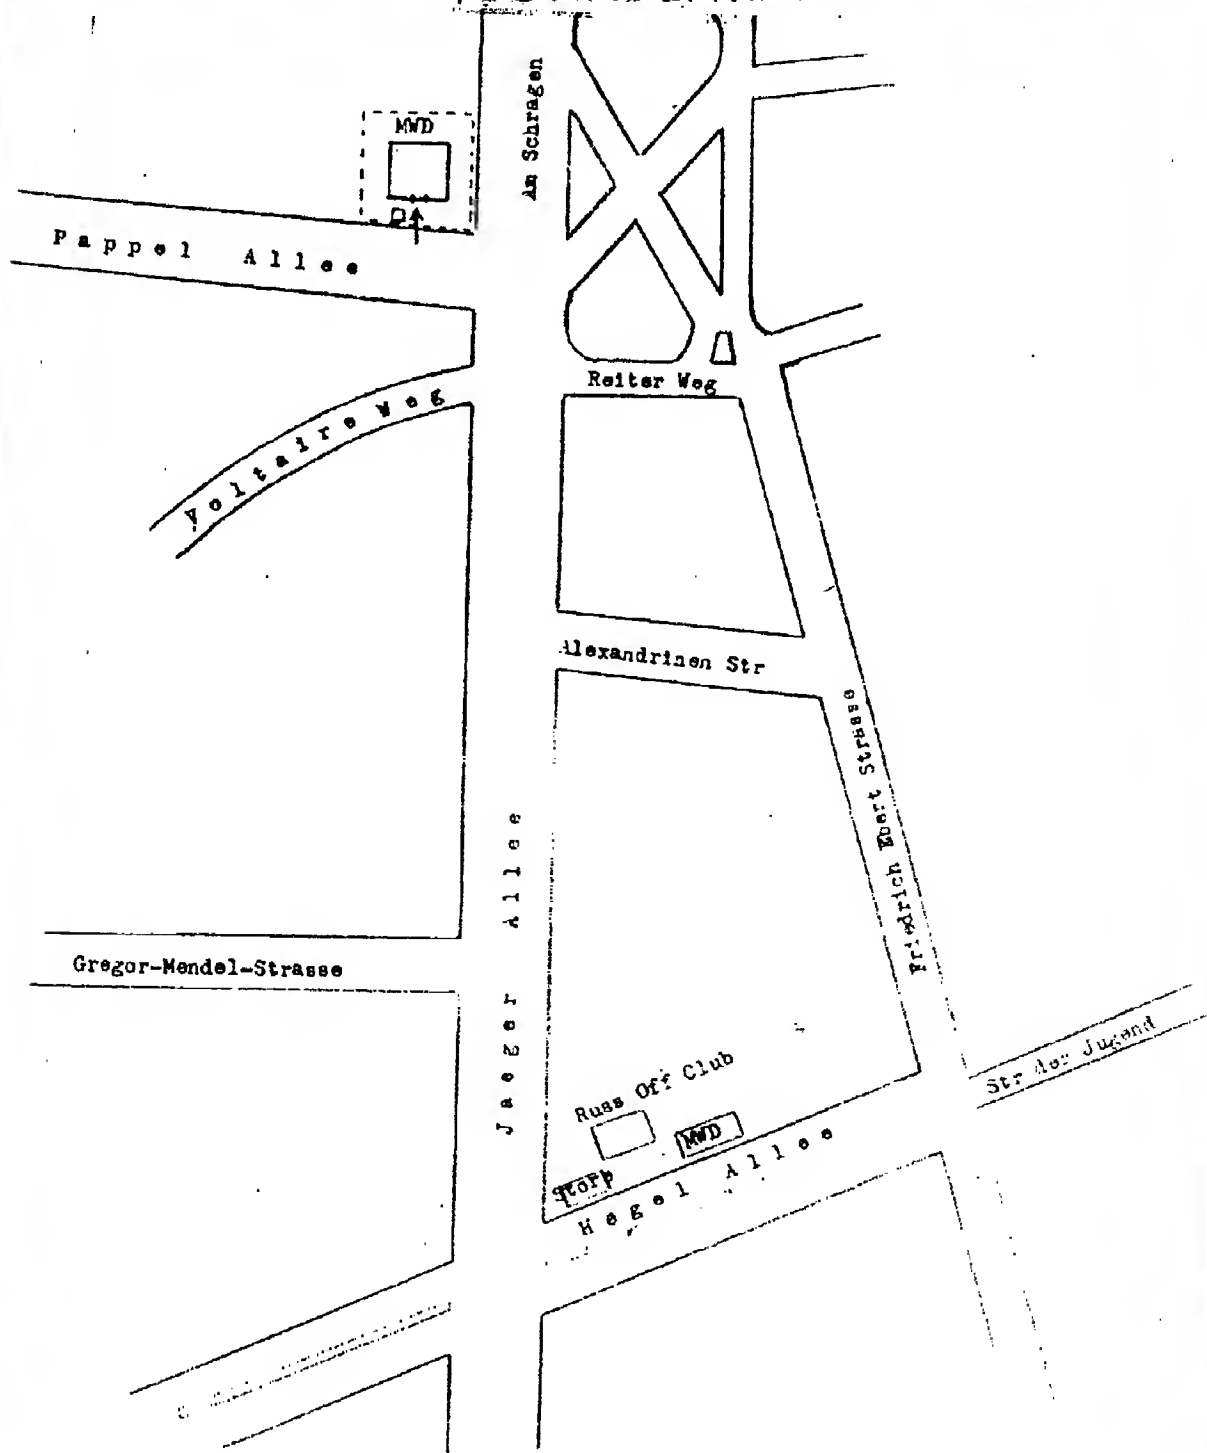 Am Schragen
MWD
Pappel Allee
Reiter Weg
Voltaire Weg
Alexandrinen Str
Friedrich Ebert Strasse
Jaeger Allee
Gregor-Mendel-Strasse
Str der Jugend
Russ Off Club
MWD
Hegel Allee